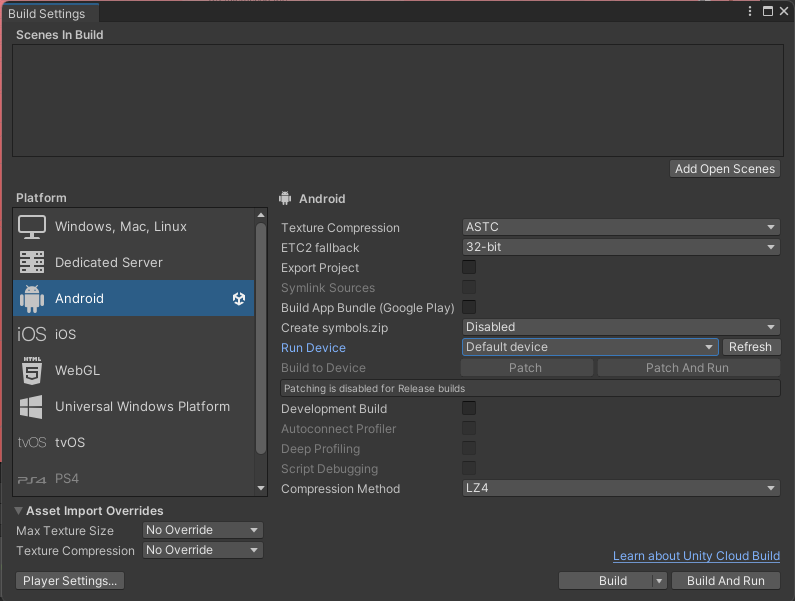 Build Settings
Scenes In Build
Add Open Scenes
Platform
Windows, Mac, Linux
Dedicated Server
Android
iOS iOS
HTML 5 WebGL
Universal Windows Platform
tvOS tvOS
PS4 PS4
Asset Import Overrides
Max Texture Size No Override
Texture Compression No Override
Player Settings...
Android
Texture Compression ASTC
ETC2 fallback 32-bit
Export Project
Symlink Sources
Build App Bundle (Google Play)
Create symbols.zip Disabled
Run Device Default device Refresh
Build to Device Patch Patch And Run
Patching is disabled for Release builds
Development Build
Autoconnect Profiler
Deep Profiling
Script Debugging
Compression Method LZ4
Learn about Unity Cloud Build
Build Build And Run